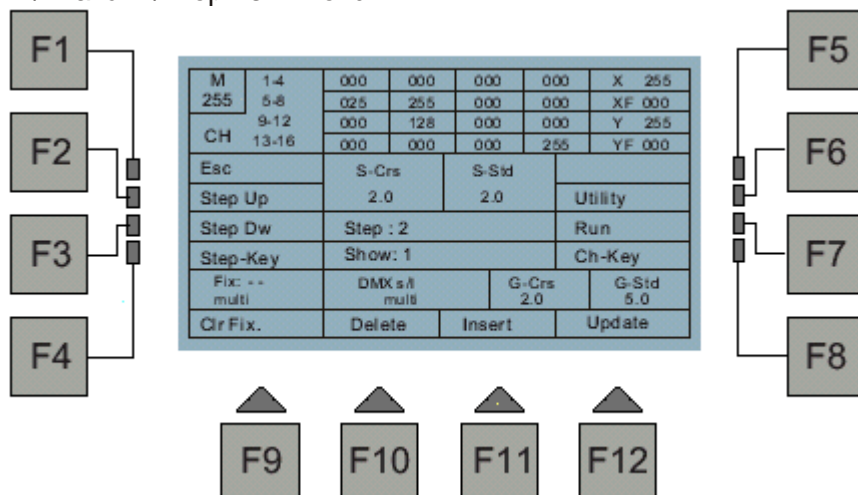 F1
F5
M 1-4 000 000 000 000 X 255
255 5-8 025 255 000 000 XF 000
CH 9-12 000 128 000 000 Y 255
13-16 000 000 000 255 YF 000
F2
F6
Esc S-Crs S-Std
Step Up 2.0 2.0 Utility
Step Dw Step : 2 Run
F3
F7
Step-Key Show: 1 Ch-Key
Fix: - - DMX s/l G-Crs G-Std
multi multi 2.0 5.0
Clr Fix. Delete Insert Update
F4
F8
F9 F10 F11 F12